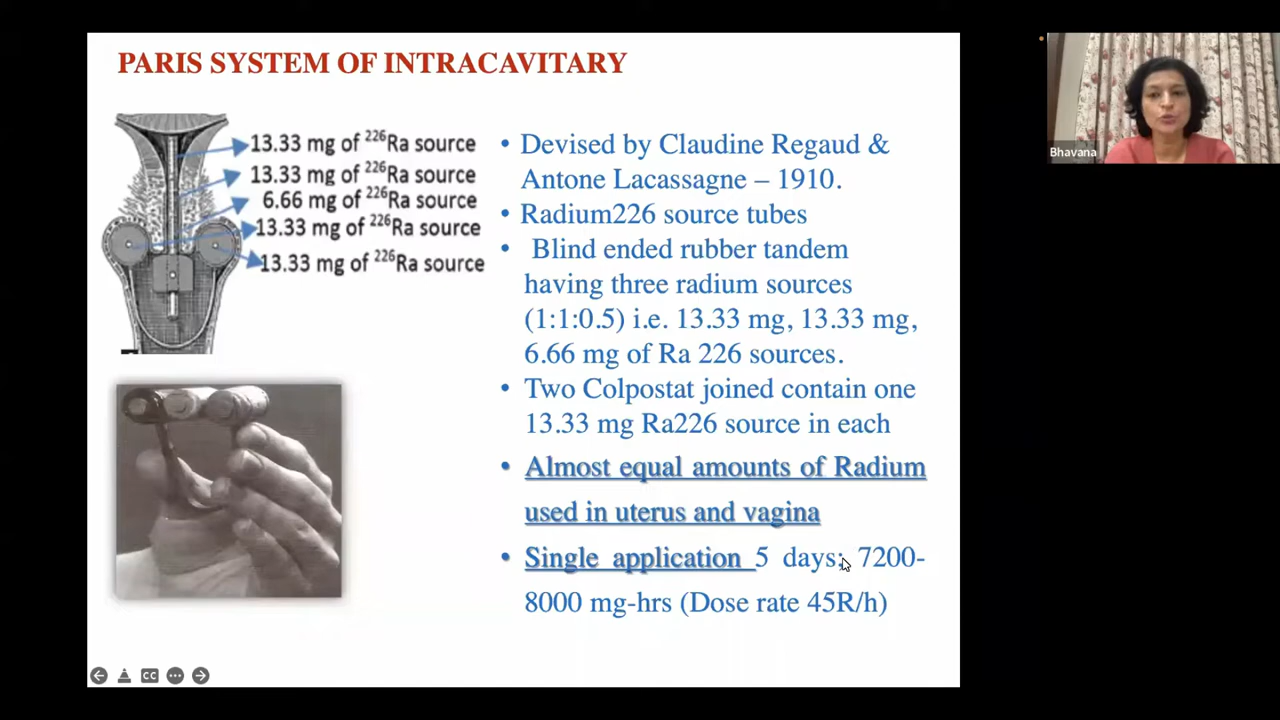 PARIS SYSTEM OF INTRACAVITARY
13.33 mg of 226Ra source
13.33 mg of 226Ra source
6.66 mg of 226Ra source
13.33 mg of 226Ra source
13.33 mg of 226Ra source
• Devised by Claudine Regaud &
Antone Lacassagne – 1910.
• Radium226 source tubes
• Blind ended rubber tandem
having three radium sources
(1:1:0.5) i.e. 13.33 mg, 13.33 mg,
6.66 mg of Ra 226 sources.
• Two Colpostat joined contain one
13.33 mg Ra226 source in each
• Almost equal amounts of Radium
used in uterus and vagina
• Single application 5 days; 7200-
8000 mg-hrs (Dose rate 45R/h)
CC
Bhavana